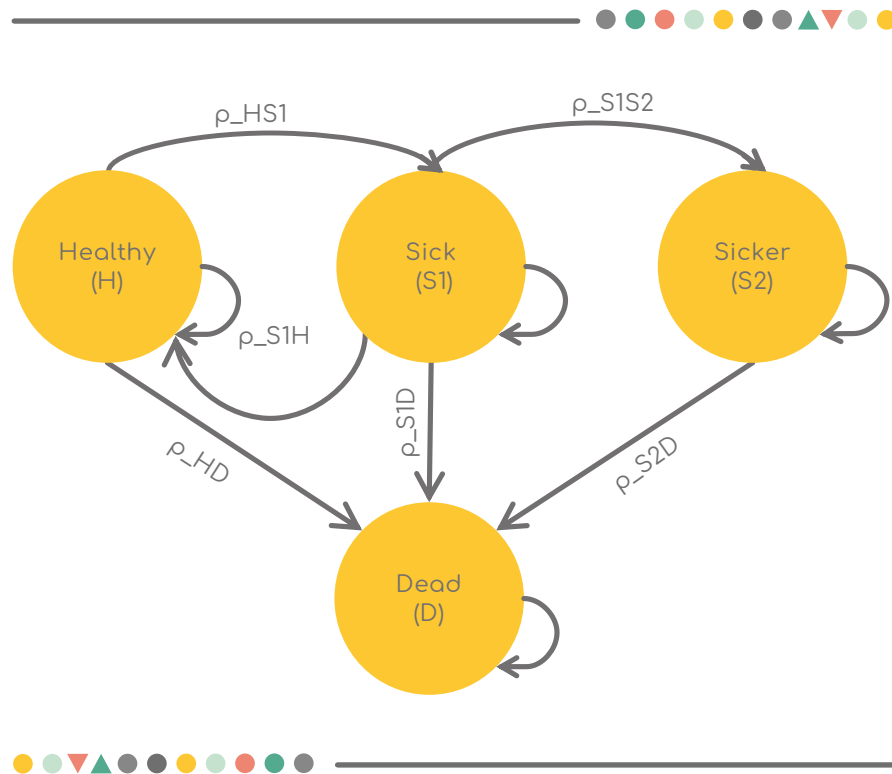 ρ_HS1
ρ_S1S2
Healthy
(H)
Sick
(S1)
Sicker
(S2)
ρ_S1H
ρ_HD
ρ_S1D
ρ_S2D
Dead
(D)